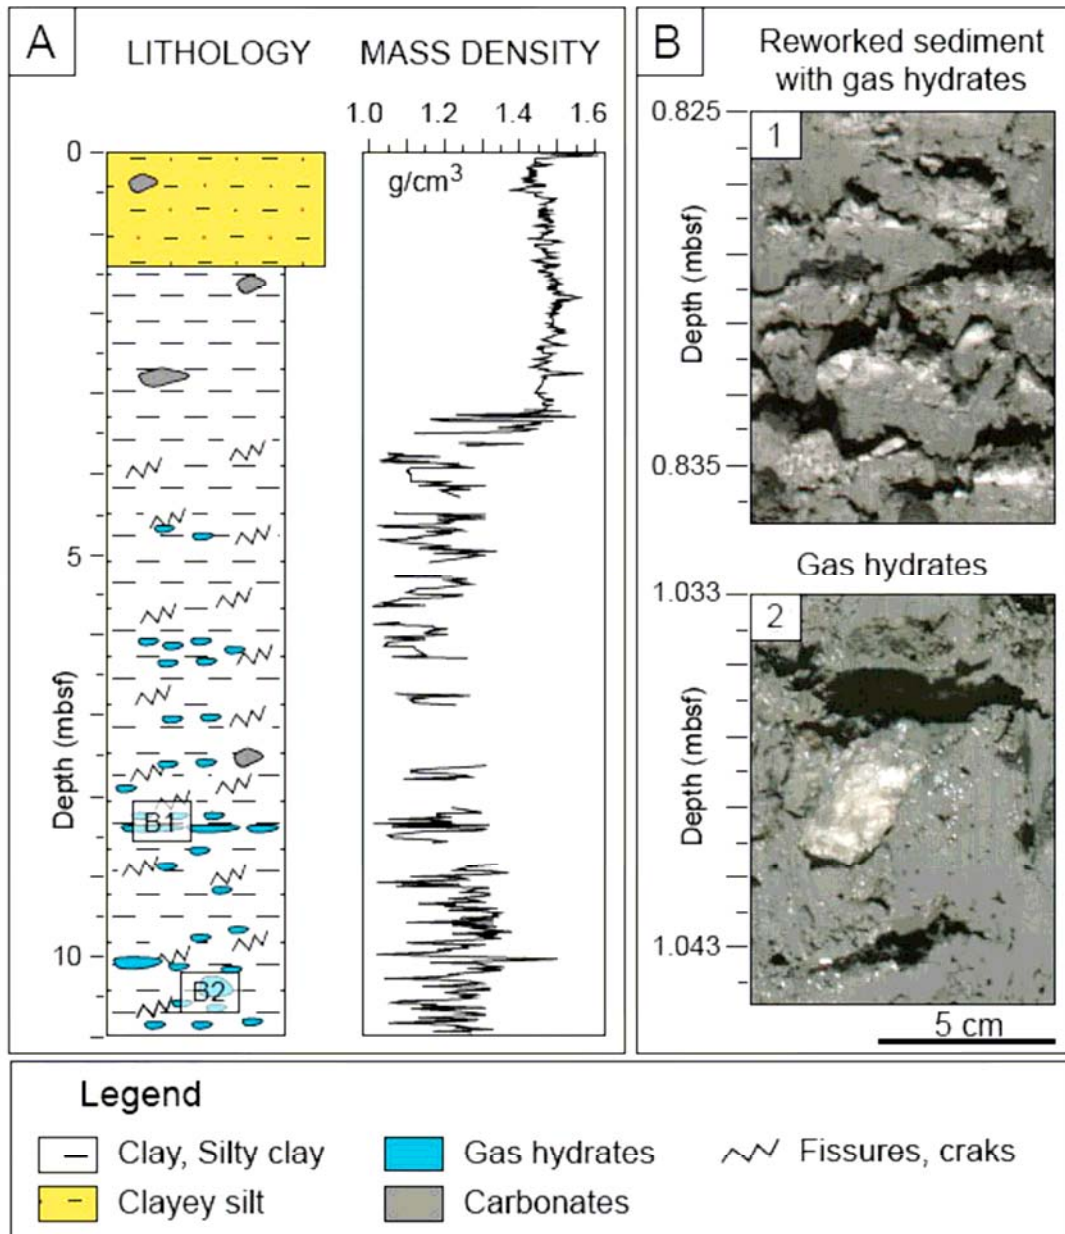 A
LITHOLOGY
MASS DENSITY
1.0 1.2 1.4 1.6
g/cm³
0
5
10
Depth (mbsf)
B1
B2
B
Reworked sediment
with gas hydrates
0.825
1
Depth (mbsf)
0.835
Gas hydrates
1.033
2
Depth (mbsf)
1.043
5 cm
Legend
Clay, Silty clay
Gas hydrates
Fissures, craks
Clayey silt
Carbonates